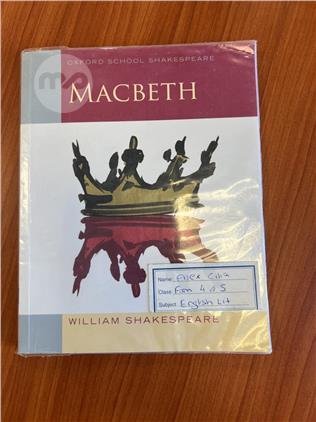 OXFORD SCHOOL SHAKESPEARE
MACBETH
Name:
Class: Form 4 & 5
Subject: English Lit
WILLIAM SHAKESPEARE